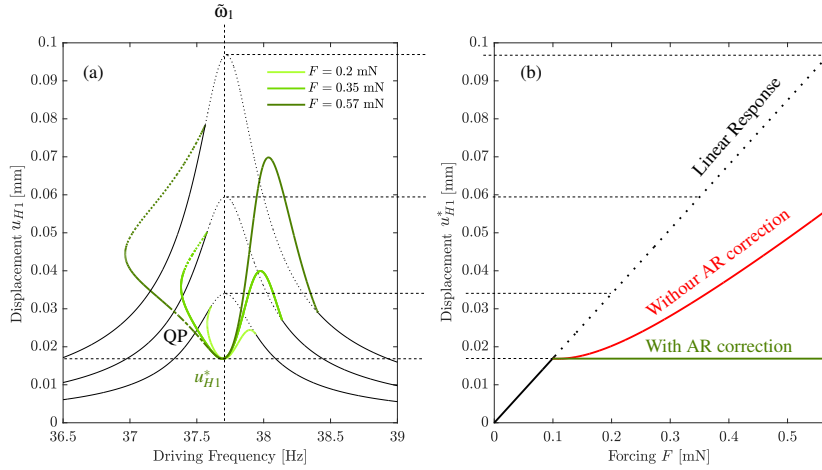 ω̃1
0.1
0.09
0.08
0.07
0.06
0.05
0.04
0.03
0.02
0.01
0
Displacement uH1 [mm]
(a)
F = 0.2 mN
F = 0.35 mN
F = 0.57 mN
QP
u*H1
36.5 37 37.5 38 38.5 39
Driving Frequency [Hz]
0.1
0.09
0.08
0.07
0.06
0.05
0.04
0.03
0.02
0.01
0
Displacement u*H1 [mm]
(b)
Linear Response
Withour AR correction
With AR correction
0 0.1 0.2 0.3 0.4 0.5
Forcing F [mN]